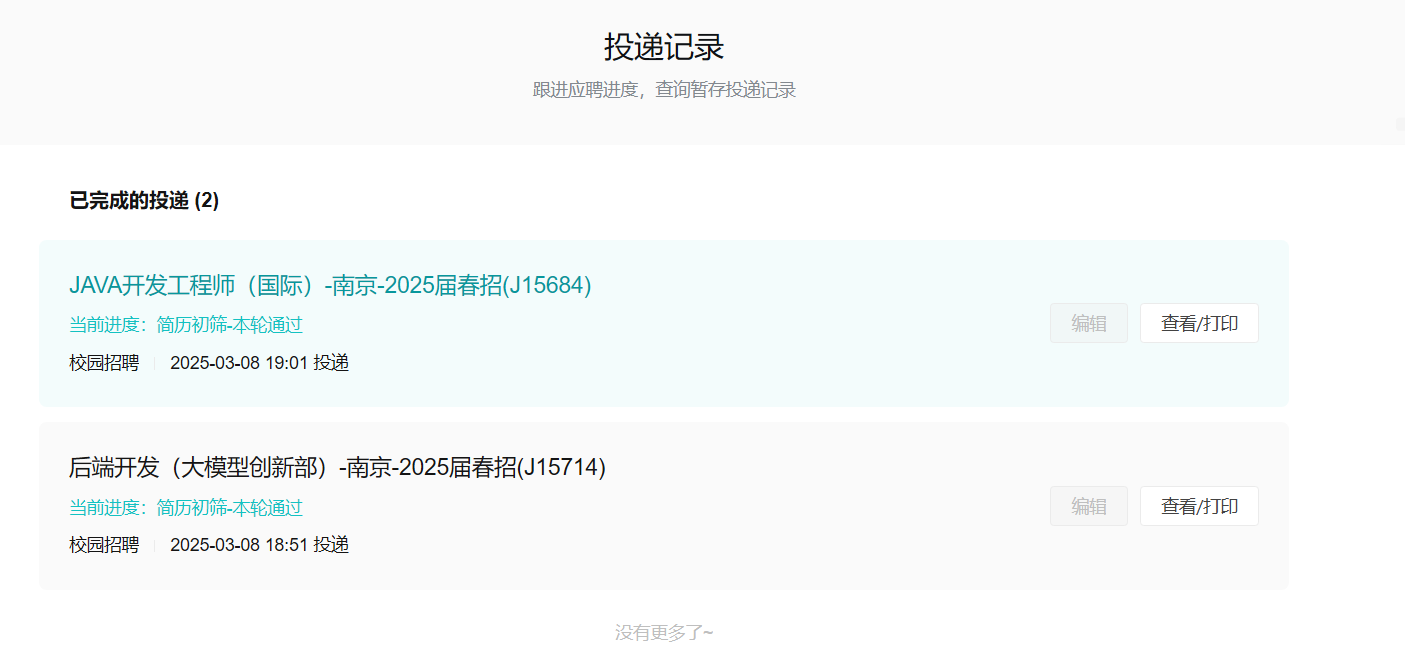 投递记录
跟进应聘进度，查询暂存投递记录
已完成的投递 (2)
JAVA开发工程师（国际）-南京-2025届春招(J15684)
当前进度：简历初筛-本轮通过
校园招聘 2025-03-08 19:01 投递
编辑 查看/打印
后端开发（大模型创新部）-南京-2025届春招(J15714)
当前进度：简历初筛-本轮通过
校园招聘 2025-03-08 18:51 投递
编辑 查看/打印
没有更多了~